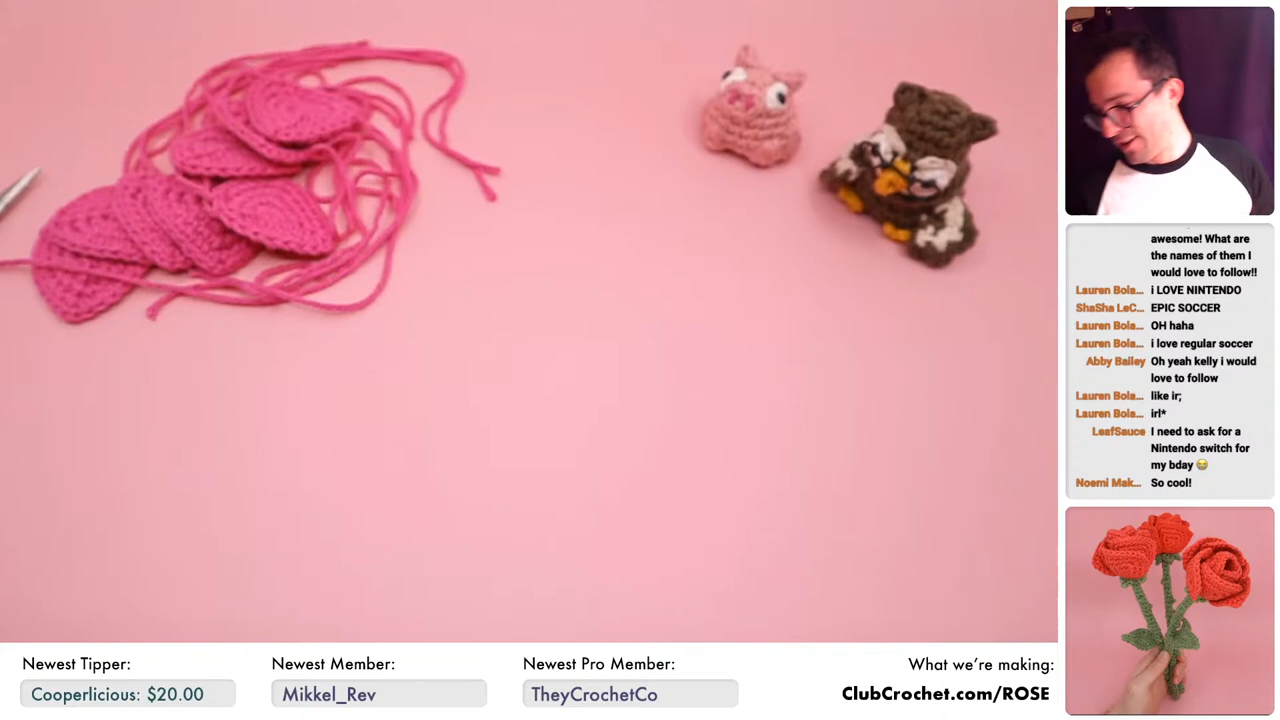 awesome! What are
the names of them I
would love to follow!!
Lauren Bola... i LOVE NINTENDO
ShaSha LeC... EPIC SOCCER
Lauren Bola... OH haha
Lauren Bola... i love regular soccer
Abby Bailey Oh yeah kelly i would
love to follow
Lauren Bola... like ir;
Lauren Bola... irl*
LeafSauce I need to ask for a
Nintendo switch for
my bday 😭
Noemi Mak... So cool!
Newest Tipper:
Cooperlicious: $20.00
Newest Member:
Mikkel_Rev
Newest Pro Member:
TheyCrochetCo
What we're making:
ClubCrochet.com/ROSE